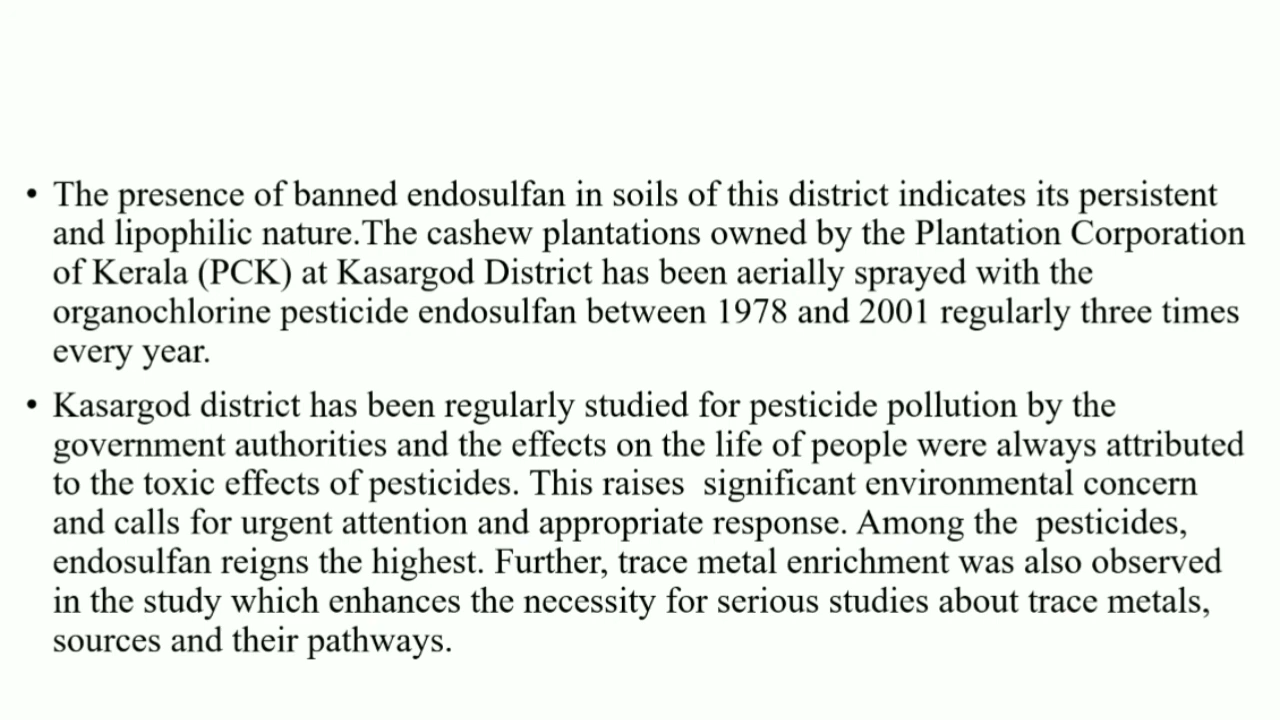 • The presence of banned endosulfan in soils of this district indicates its persistent
and lipophilic nature.The cashew plantations owned by the Plantation Corporation
of Kerala (PCK) at Kasargod District has been aerially sprayed with the
organochlorine pesticide endosulfan between 1978 and 2001 regularly three times
every year.
• Kasargod district has been regularly studied for pesticide pollution by the
government authorities and the effects on the life of people were always attributed
to the toxic effects of pesticides. This raises  significant environmental concern
and calls for urgent attention and appropriate response. Among the  pesticides,
endosulfan reigns the highest. Further, trace metal enrichment was also observed
in the study which enhances the necessity for serious studies about trace metals,
sources and their pathways.